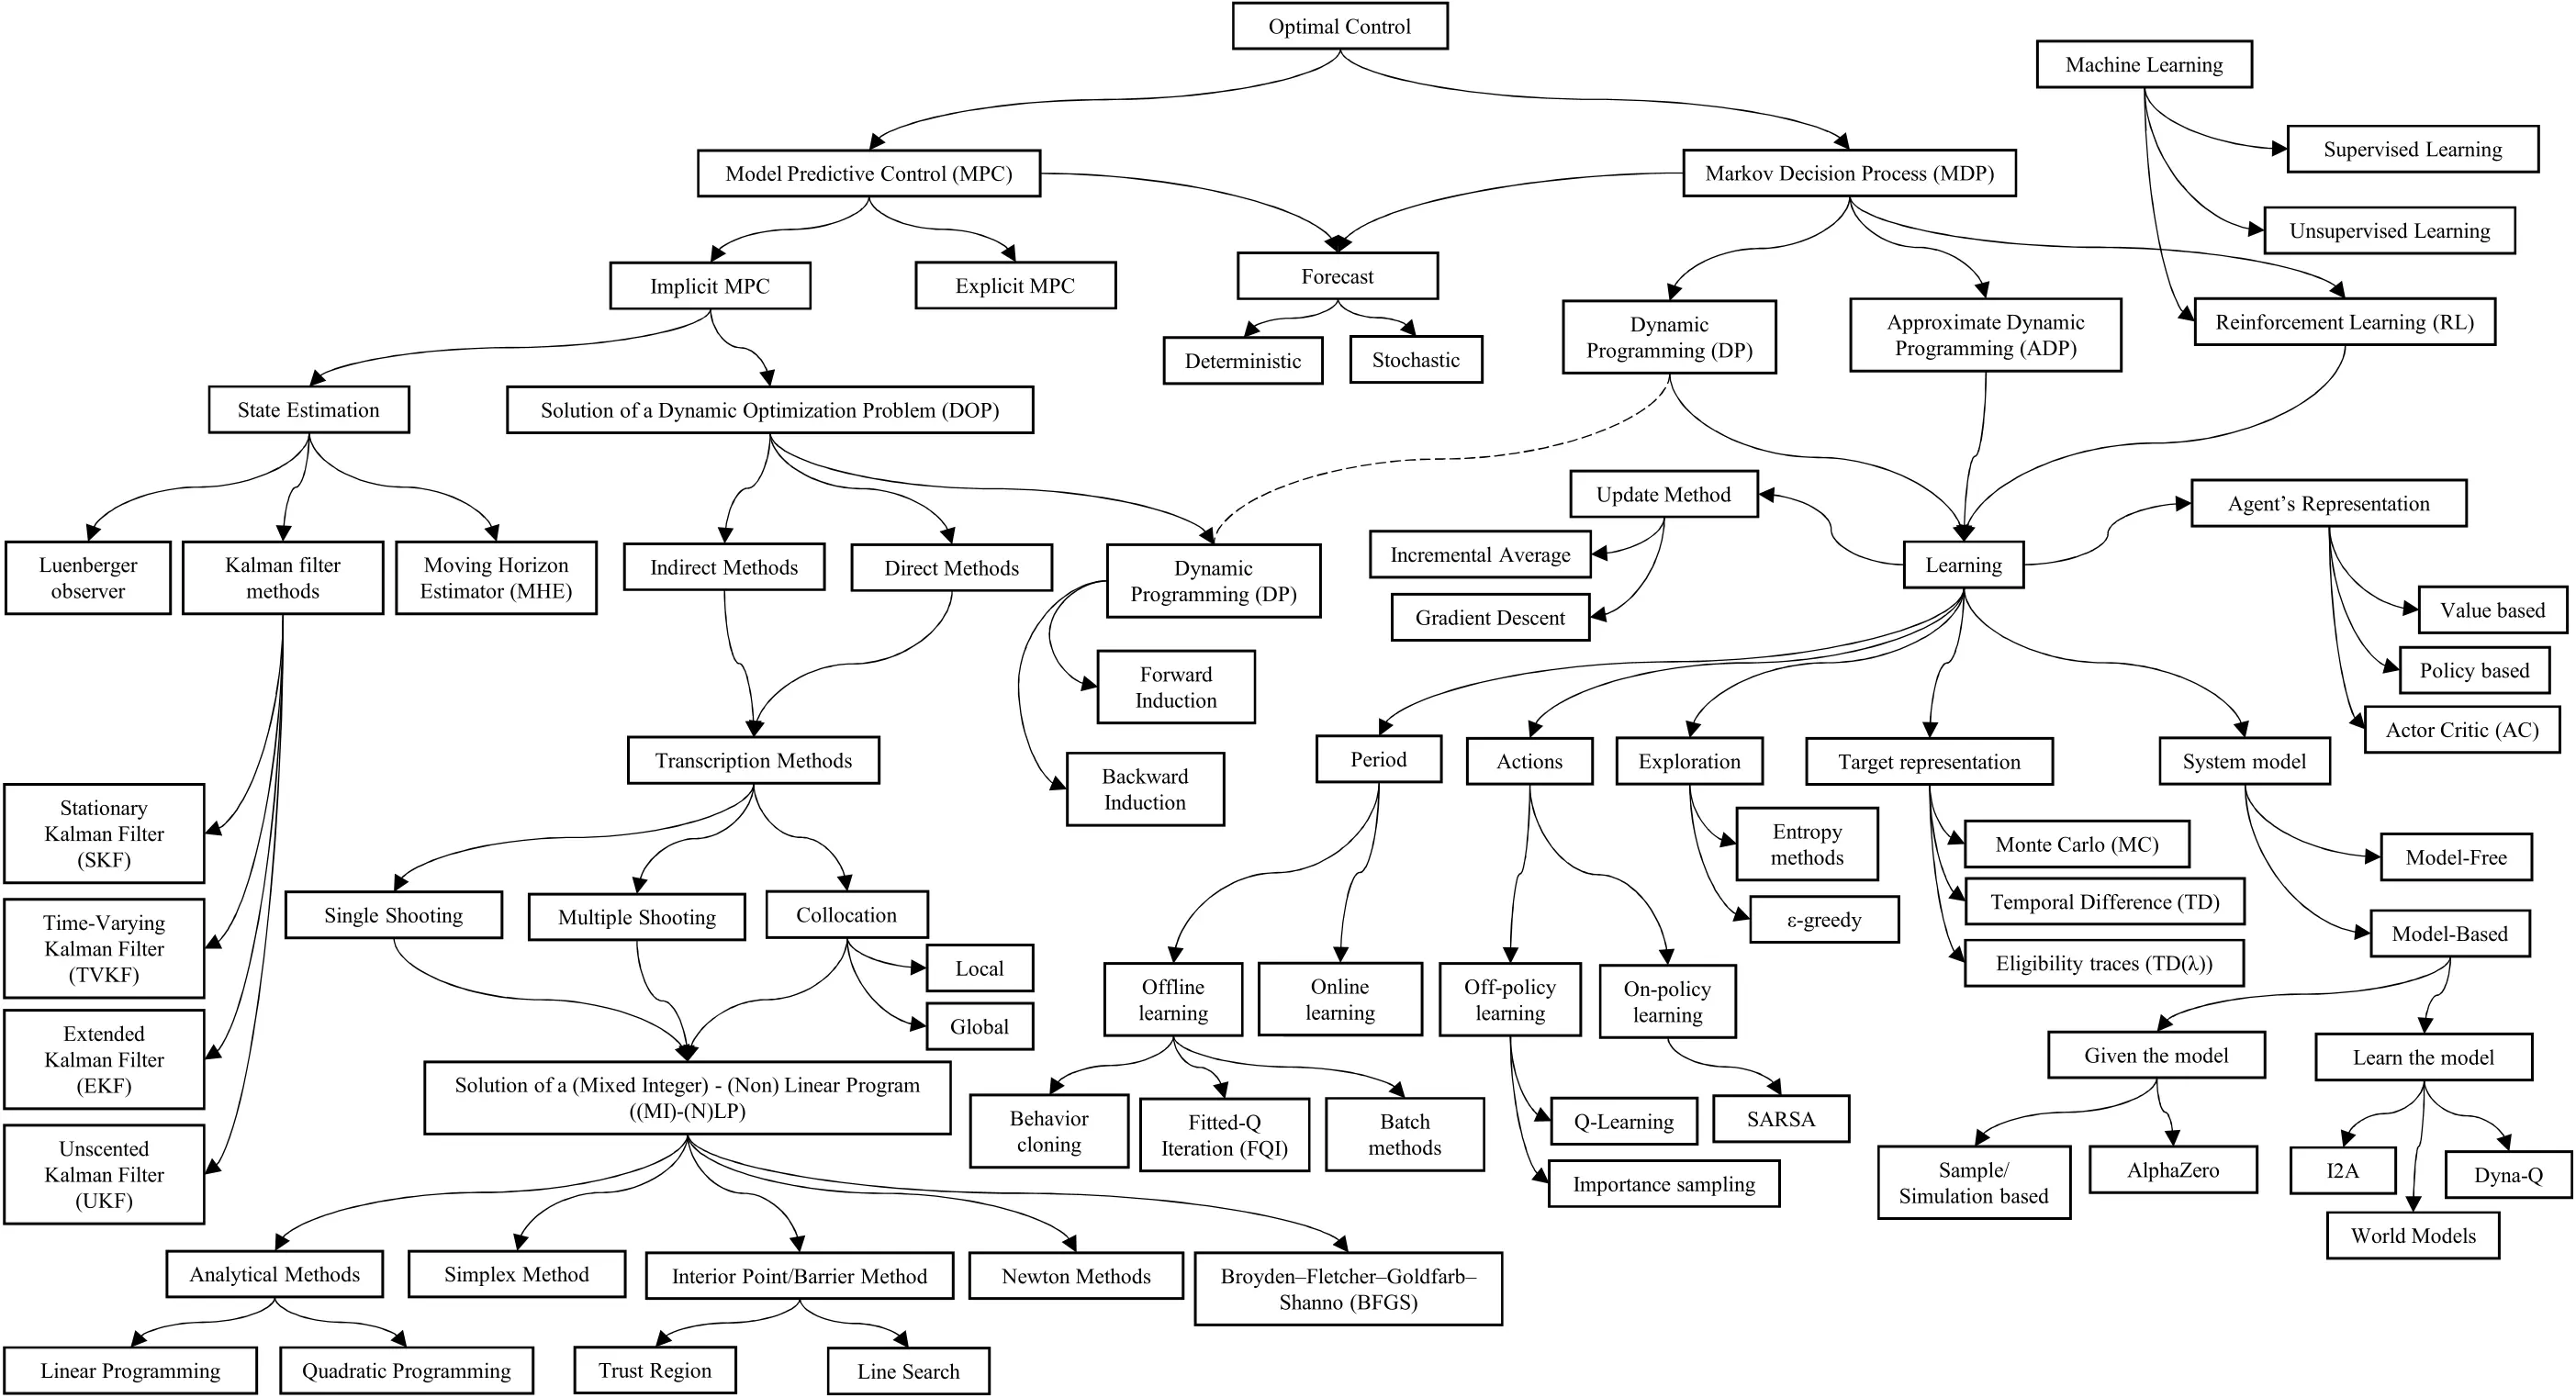 Optimal Control
Machine Learning
Supervised Learning
Model Predictive Control (MPC)
Markov Decision Process (MDP)
Unsupervised Learning
Implicit MPC
Explicit MPC
Forecast
Dynamic
Programming (DP)
Approximate Dynamic
Programming (ADP)
Reinforcement Learning (RL)
Deterministic
Stochastic
State Estimation
Solution of a Dynamic Optimization Problem (DOP)
Update Method
Agent’s Representation
Luenberger
observer
Kalman filter
methods
Moving Horizon
Estimator (MHE)
Indirect Methods
Direct Methods
Dynamic
Programming (DP)
Incremental Average
Learning
Gradient Descent
Value based
Forward
Induction
Policy based
Actor Critic (AC)
Transcription Methods
Backward
Induction
Period
Actions
Exploration
Target representation
System model
Stationary
Kalman Filter
(SKF)
Entropy
methods
Monte Carlo (MC)
Model-Free
Single Shooting
Multiple Shooting
Collocation
ε-greedy
Temporal Difference (TD)
Model-Based
Time-Varying
Kalman Filter
(TVKF)
Local
Global
Offline
learning
Online
learning
Off-policy
learning
On-policy
learning
Eligibility traces (TD(λ))
Extended
Kalman Filter
(EKF)
Solution of a (Mixed Integer) - (Non) Linear Program
((MI)-(N)LP)
Given the model
Learn the model
Behavior
cloning
Fitted-Q
Iteration (FQI)
Batch
methods
Q-Learning
SARSA
Unscented
Kalman Filter
(UKF)
Importance sampling
Sample/
Simulation based
AlphaZero
I2A
Dyna-Q
World Models
Analytical Methods
Simplex Method
Interior Point/Barrier Method
Newton Methods
Broyden–Fletcher–Goldfarb–
Shanno (BFGS)
Linear Programming
Quadratic Programming
Trust Region
Line Search